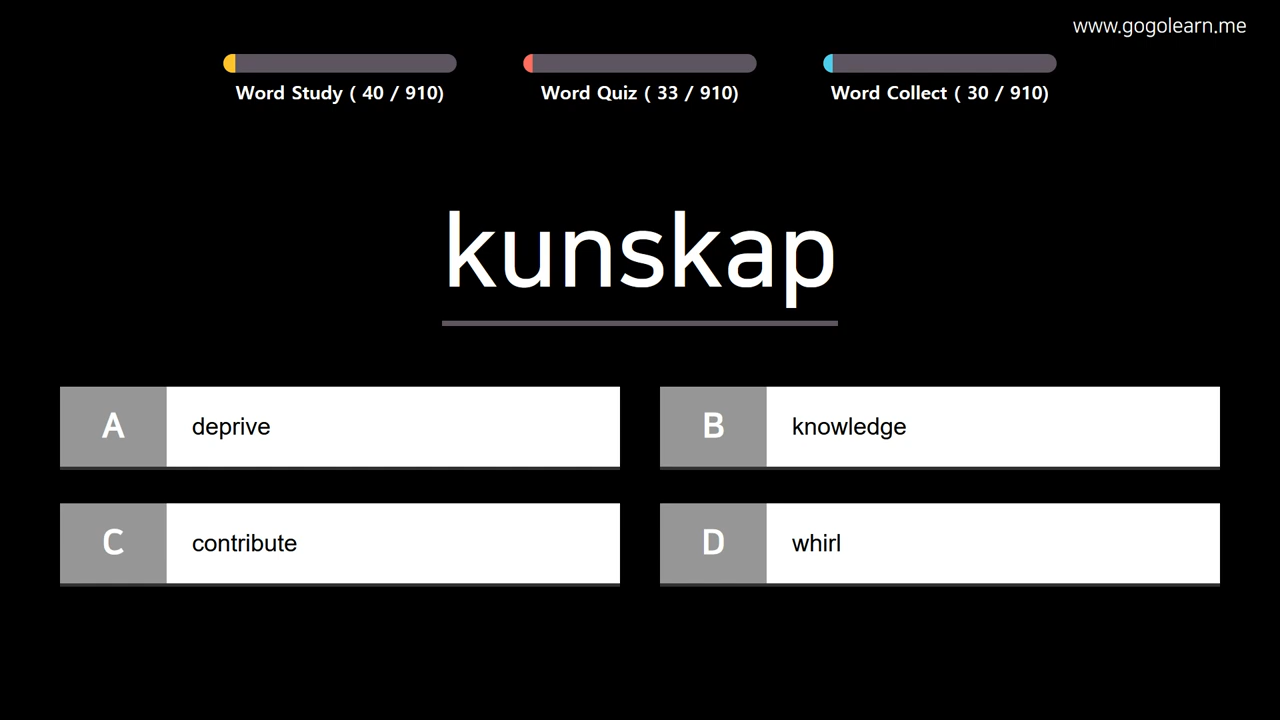 www.gogolearn.me
Word Study ( 40 / 910)
Word Quiz ( 33 / 910)
Word Collect ( 30 / 910)
kunskap
A deprive
B knowledge
C contribute
D whirl